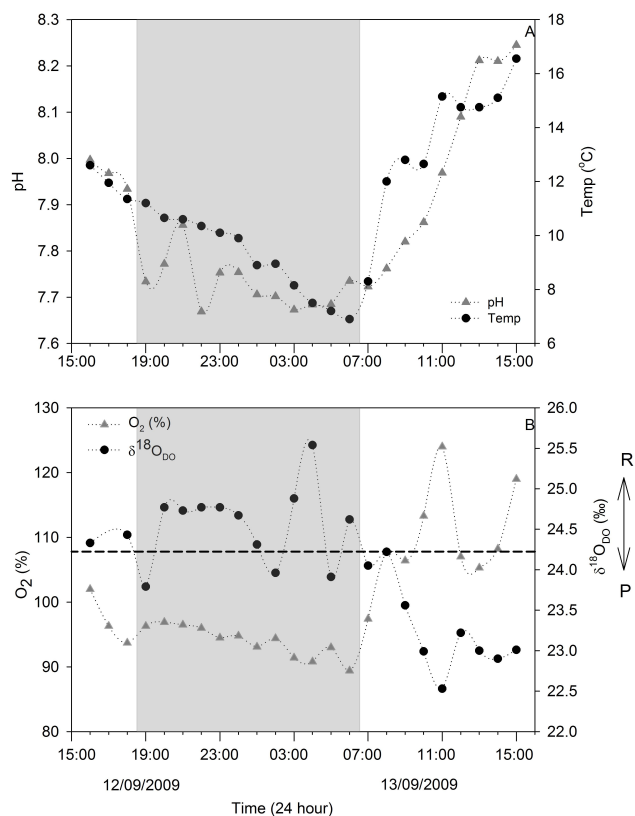 A
8.3
8.2
8.1
8.0
7.9
7.8
7.7
7.6
pH
18
16
14
12
10
8
6
Temp (°C)
pH
Temp
15:00 19:00 23:00 03:00 07:00 11:00 15:00
B
130
120
110
100
90
80
O₂ (%)
26.0
25.5
25.0
24.5
24.0
23.5
23.0
22.5
22.0
δ¹⁸O_DO (‰)
R
P
O₂ (%)
δ¹⁸O_DO
15:00 19:00 23:00 03:00 07:00 11:00 15:00
12/09/2009 13/09/2009
Time (24 hour)